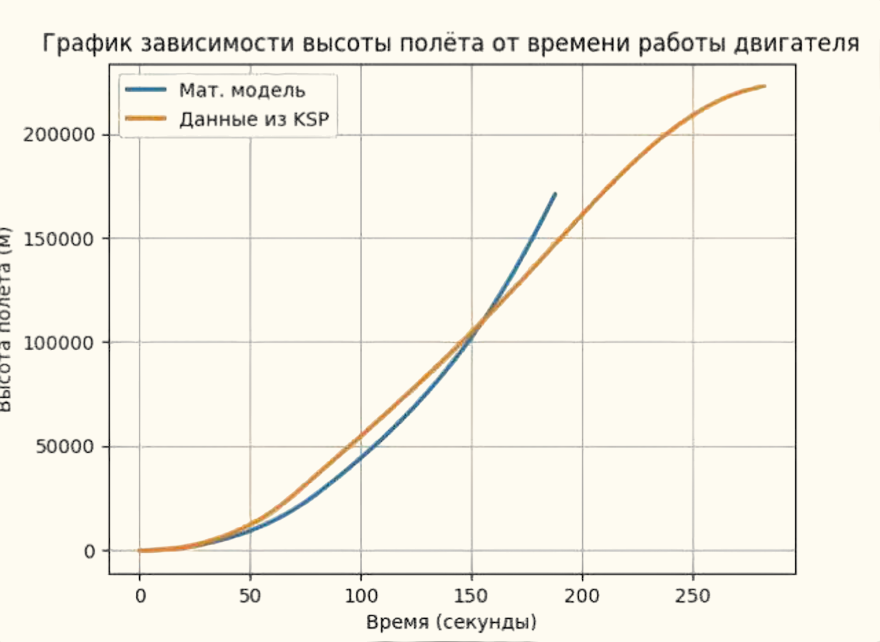 График зависимости высоты полёта от времени работы двигателя
Мат. модель
Данные из KSP
200000
150000
100000
50000
0
Высота полёта (м)
0 50 100 150 200 250
Время (секунды)